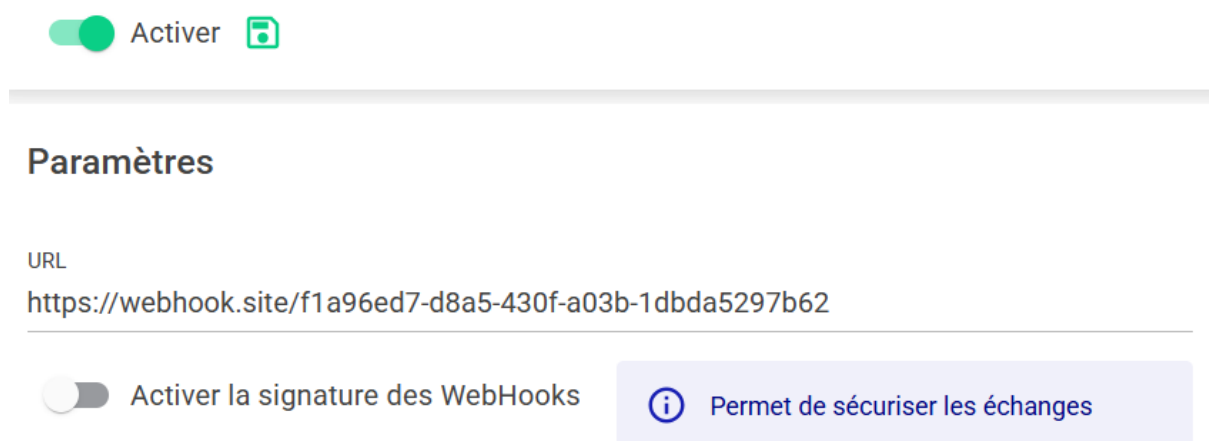 Activer
Paramètres
URL
https://webhook.site/f1a96ed7-d8a5-430f-a03b-1dbda5297b62
Activer la signature des WebHooks
Permet de sécuriser les échanges